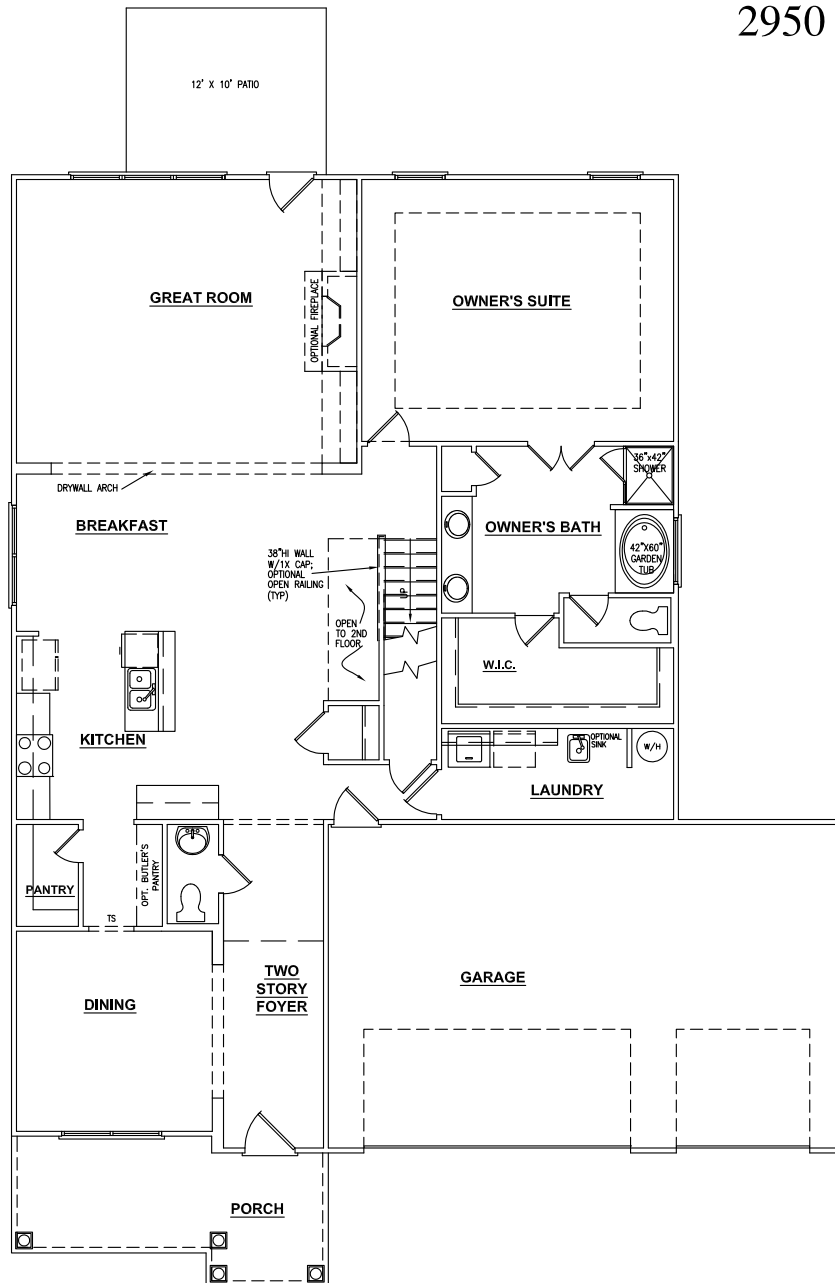 2950
12' X 10' PATIO
GREAT ROOM
OPTIONAL FIREPLACE
OWNER'S SUITE
DRYWALL ARCH
BREAKFAST
36"x42"
SHOWER
OWNER'S BATH
42"X60"
GARDEN
TUB
38"HI WALL
W/1X CAP;
OPTIONAL
OPEN RAILING
(TYP)
UP
OPEN
TO 2ND
FLOOR
W.I.C.
KITCHEN
OPTIONAL
SINK
W/H
LAUNDRY
PANTRY
OPT. BUTLER'S
PANTRY
TS
DINING
TWO
STORY
FOYER
GARAGE
PORCH